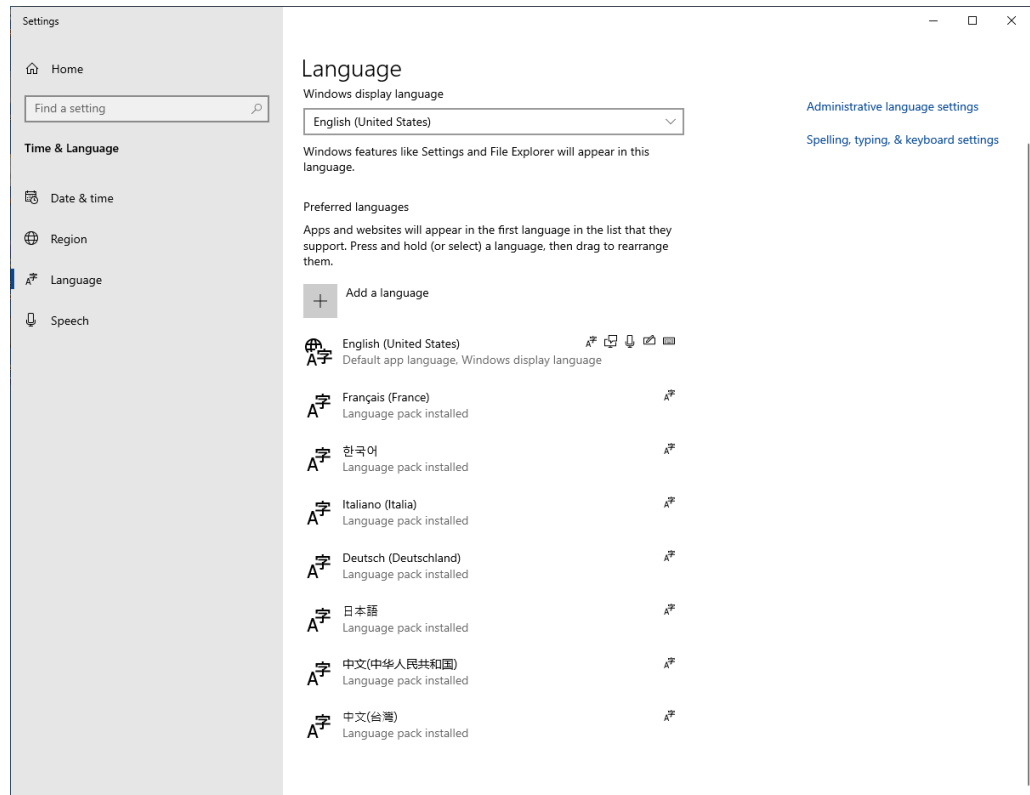 Settings
Home
Find a setting
Time & Language
Date & time
Region
Language
Speech
Language
Windows display language
English (United States)
Windows features like Settings and File Explorer will appear in this
language.
Preferred languages
Apps and websites will appear in the first language in the list that they
support. Press and hold (or select) a language, then drag to rearrange
them.
Add a language
English (United States)
Default app language, Windows display language
Français (France)
Language pack installed
한국어
Language pack installed
Italiano (Italia)
Language pack installed
Deutsch (Deutschland)
Language pack installed
日本語
Language pack installed
中文(中华人民共和国)
Language pack installed
中文(台灣)
Language pack installed
Administrative language settings
Spelling, typing, & keyboard settings